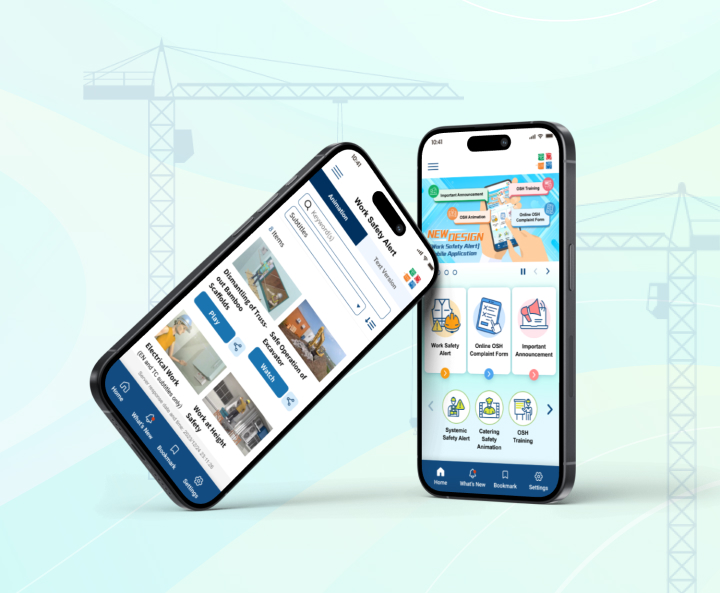 10:41
Work Safety Alert
Animation
Text Version
Keyword(s)
Subtitles
8 Items
Dismantling of Truss-
out Bamboo
Scaffolds
Play
Safe Operation of
Excavator
Watch
Electrical Work
(EN and TC subtitles only)
Work at Height
Safety
Home
What's New
Bookmark
Settings
10:41
Important Announcement
OSH Training
OSH Animation
Online OSH
Complaint Form
NEW
DESIGN
Work Safety Alert
Mobile Application
Work Safety
Alert
Online OSH
Complaint Form
Important
Announcement
Systemic
Safety Alert
Catering
Safety
Animation
OSH
Training
Home
What's New
Bookmark
Settings